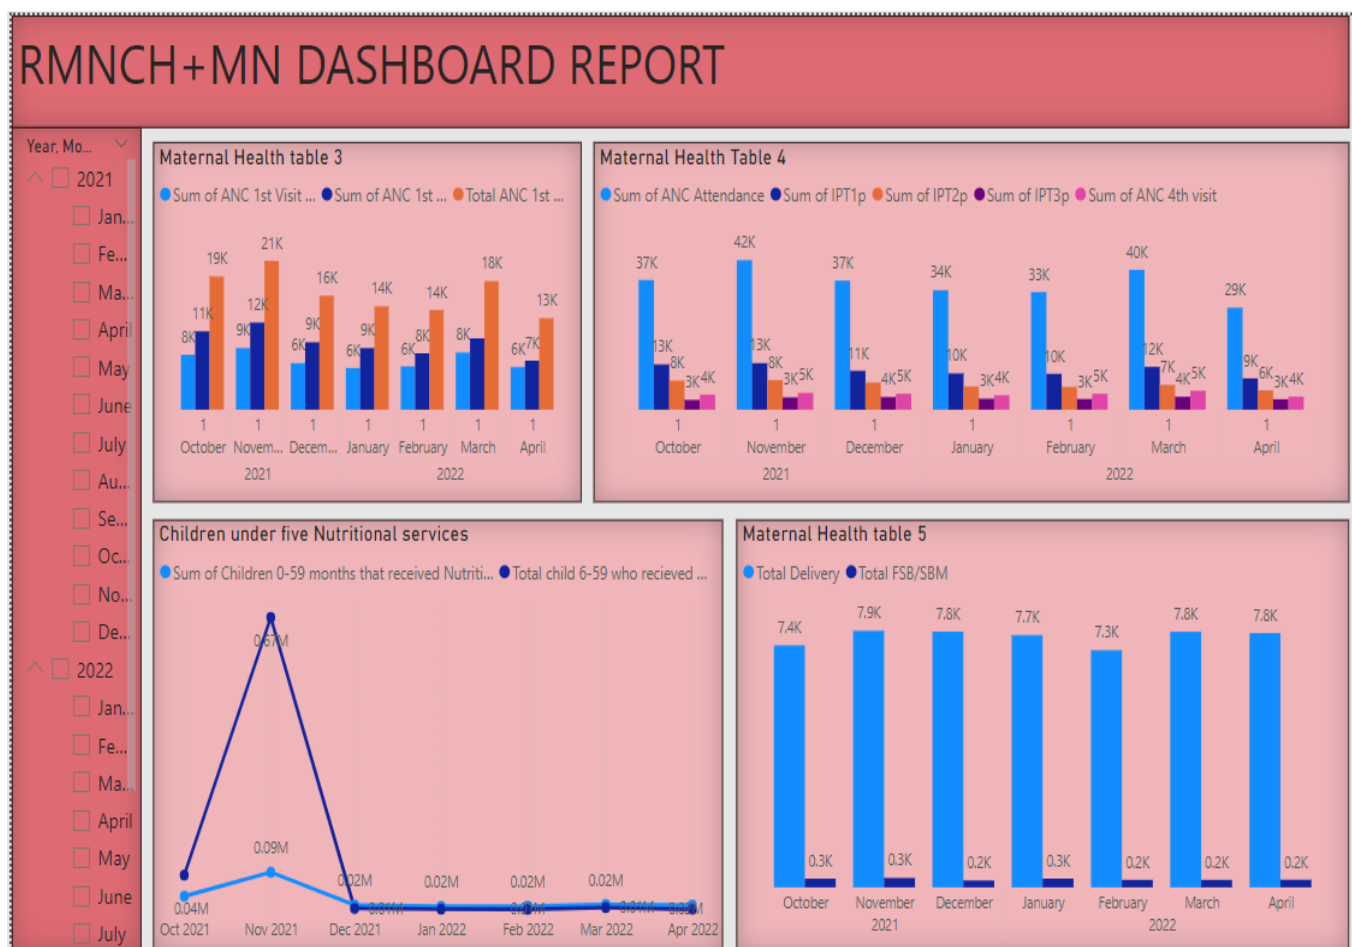 RMNCH+MN DASHBOARD REPORT
Year, Mo...
2021
Jan...
Fe...
Ma...
April
May
June
July
Au...
Se...
Oc...
No...
De...
2022
Jan...
Fe...
Ma...
April
May
June
July
Maternal Health table 3
Sum of ANC 1st Visit ... Sum of ANC 1st ... Total ANC 1st ...
21K
19K
18K
16K
14K 14K
13K
12K
11K
9K 9K 9K
8K 8K 8K
7K
6K 6K 6K 6K
1 1 1 1 1 1 1
October Novem... Decem... January February March April
2021 2022
Maternal Health Table 4
Sum of ANC Attendance Sum of IPT1p Sum of IPT2p Sum of IPT3p Sum of ANC 4th visit
37K 42K 37K 34K 33K 40K 29K
13K 13K 11K 10K 10K 12K 9K
8K 8K 7K 6K
3K 4K 3K 5K 4K 5K 3K 4K 3K 5K 4K 5K 3K 4K
1 1 1 1 1 1 1
October November December January February March April
2021 2022
Children under five Nutritional services
Sum of Children 0-59 months that received Nutriti... Total child 6-59 who recieved ...
0.67M
0.09M
0.02M 0.02M 0.02M 0.02M
0.04M 0.01M
Oct 2021 Nov 2021 Dec 2021 Jan 2022 Feb 2022 Mar 2022 Apr 2022
Maternal Health table 5
Total Delivery Total FSB/SBM
7.4K 7.9K 7.8K 7.7K 7.3K 7.8K 7.8K
0.3K 0.3K 0.2K 0.3K 0.2K 0.2K 0.2K
October November December January February March April
2021 2022